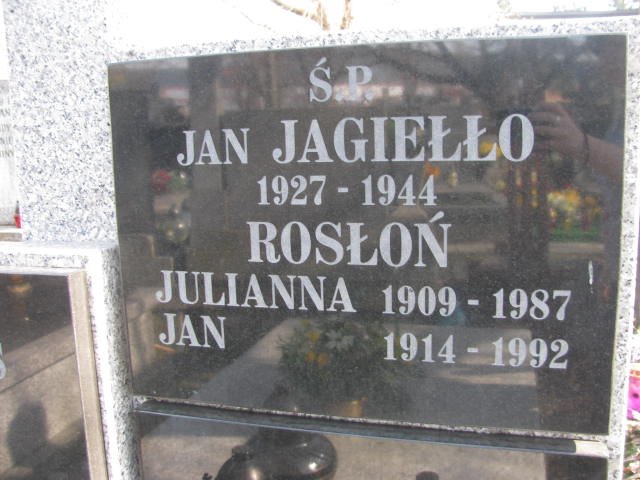 Ś.P.
JAN JAGIEŁŁO
1927 - 1944
ROSŁOŃ
JULIANNA 1909 - 1987
JAN 1914 - 1992